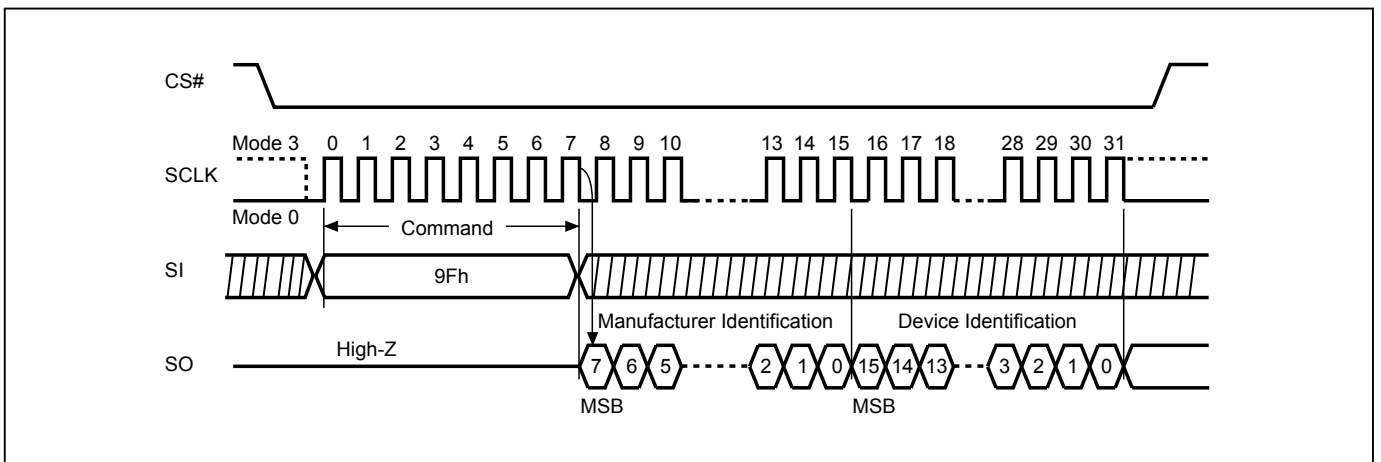 CS#
Mode 3 0 1 2 3 4 5 6 7 8 9 10 13 14 15 16 17 18 28 29 30 31
SCLK
Mode 0
Command
SI
9Fh
Manufacturer Identification Device Identification
High-Z
SO
7 6 5 2 1 0 15 14 13 3 2 1 0
MSB MSB